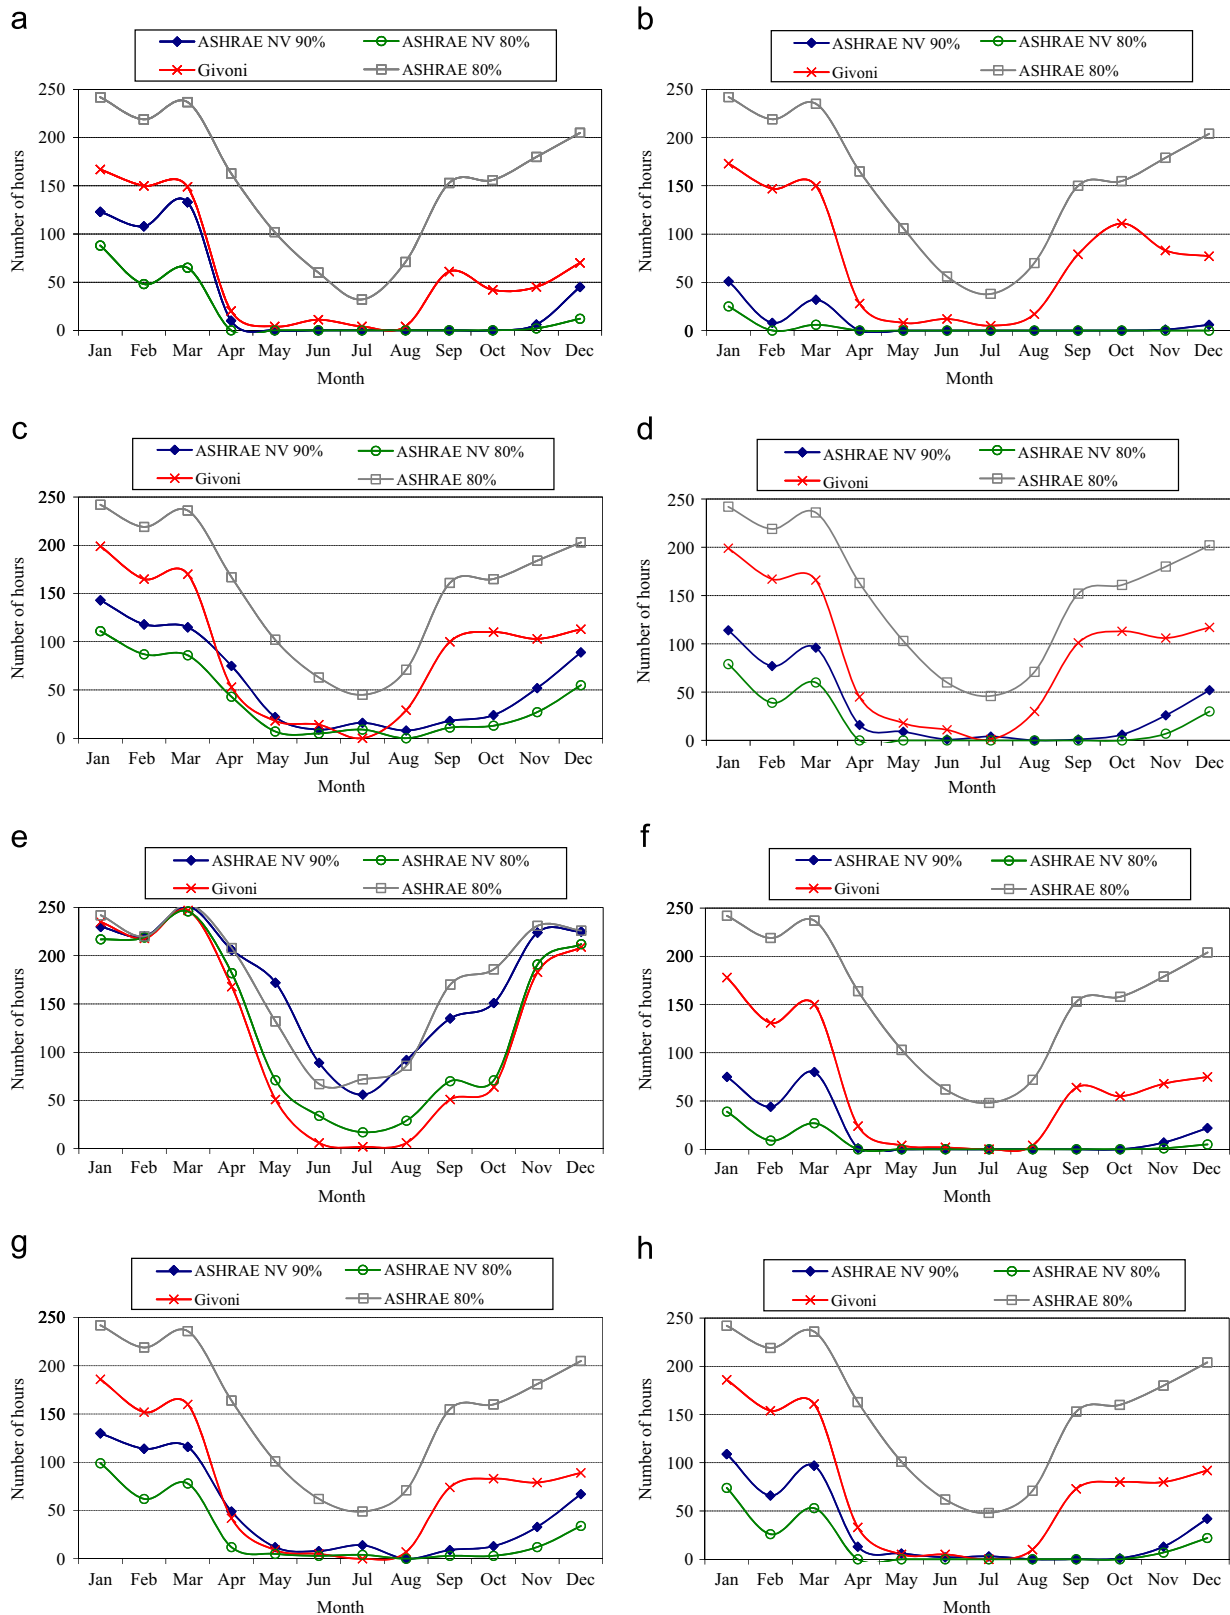 a
ASHRAE NV 90% ASHRAE NV 80%
Givoni ASHRAE 80%
250
200
150
100
50
0
Number of hours
Jan Feb Mar Apr May Jun Jul Aug Sep Oct Nov Dec
Month
b
ASHRAE NV 90% ASHRAE NV 80%
Givoni ASHRAE 80%
250
200
150
100
50
0
Number of hours
Jan Feb Mar Apr May Jun Jul Aug Sep Oct Nov Dec
Month
c
ASHRAE NV 90% ASHRAE NV 80%
Givoni ASHRAE 80%
250
200
150
100
50
0
Number of hours
Jan Feb Mar Apr May Jun Jul Aug Sep Oct Nov Dec
Month
d
ASHRAE NV 90% ASHRAE NV 80%
Givoni ASHRAE 80%
250
200
150
100
50
0
Number of hours
Jan Feb Mar Apr May Jun Jul Aug Sep Oct Nov Dec
Month
e
ASHRAE NV 90% ASHRAE NV 80%
Givoni ASHRAE 80%
250
200
150
100
50
0
Number of hours
Jan Feb Mar Apr May Jun Jul Aug Sep Oct Nov Dec
Month
f
ASHRAE NV 90% ASHRAE NV 80%
Givoni ASHRAE 80%
250
200
150
100
50
0
Number of hours
Jan Feb Mar Apr May Jun Jul Aug Sep Oct Nov Dec
Month
g
ASHRAE NV 90% ASHRAE NV 80%
Givoni ASHRAE 80%
250
200
150
100
50
0
Number of hours
Jan Feb Mar Apr May Jun Jul Aug Sep Oct Nov Dec
Month
h
ASHRAE NV 90% ASHRAE NV 80%
Givoni ASHRAE 80%
250
200
150
100
50
0
Number of hours
Jan Feb Mar Apr May Jun Jul Aug Sep Oct Nov Dec
Month